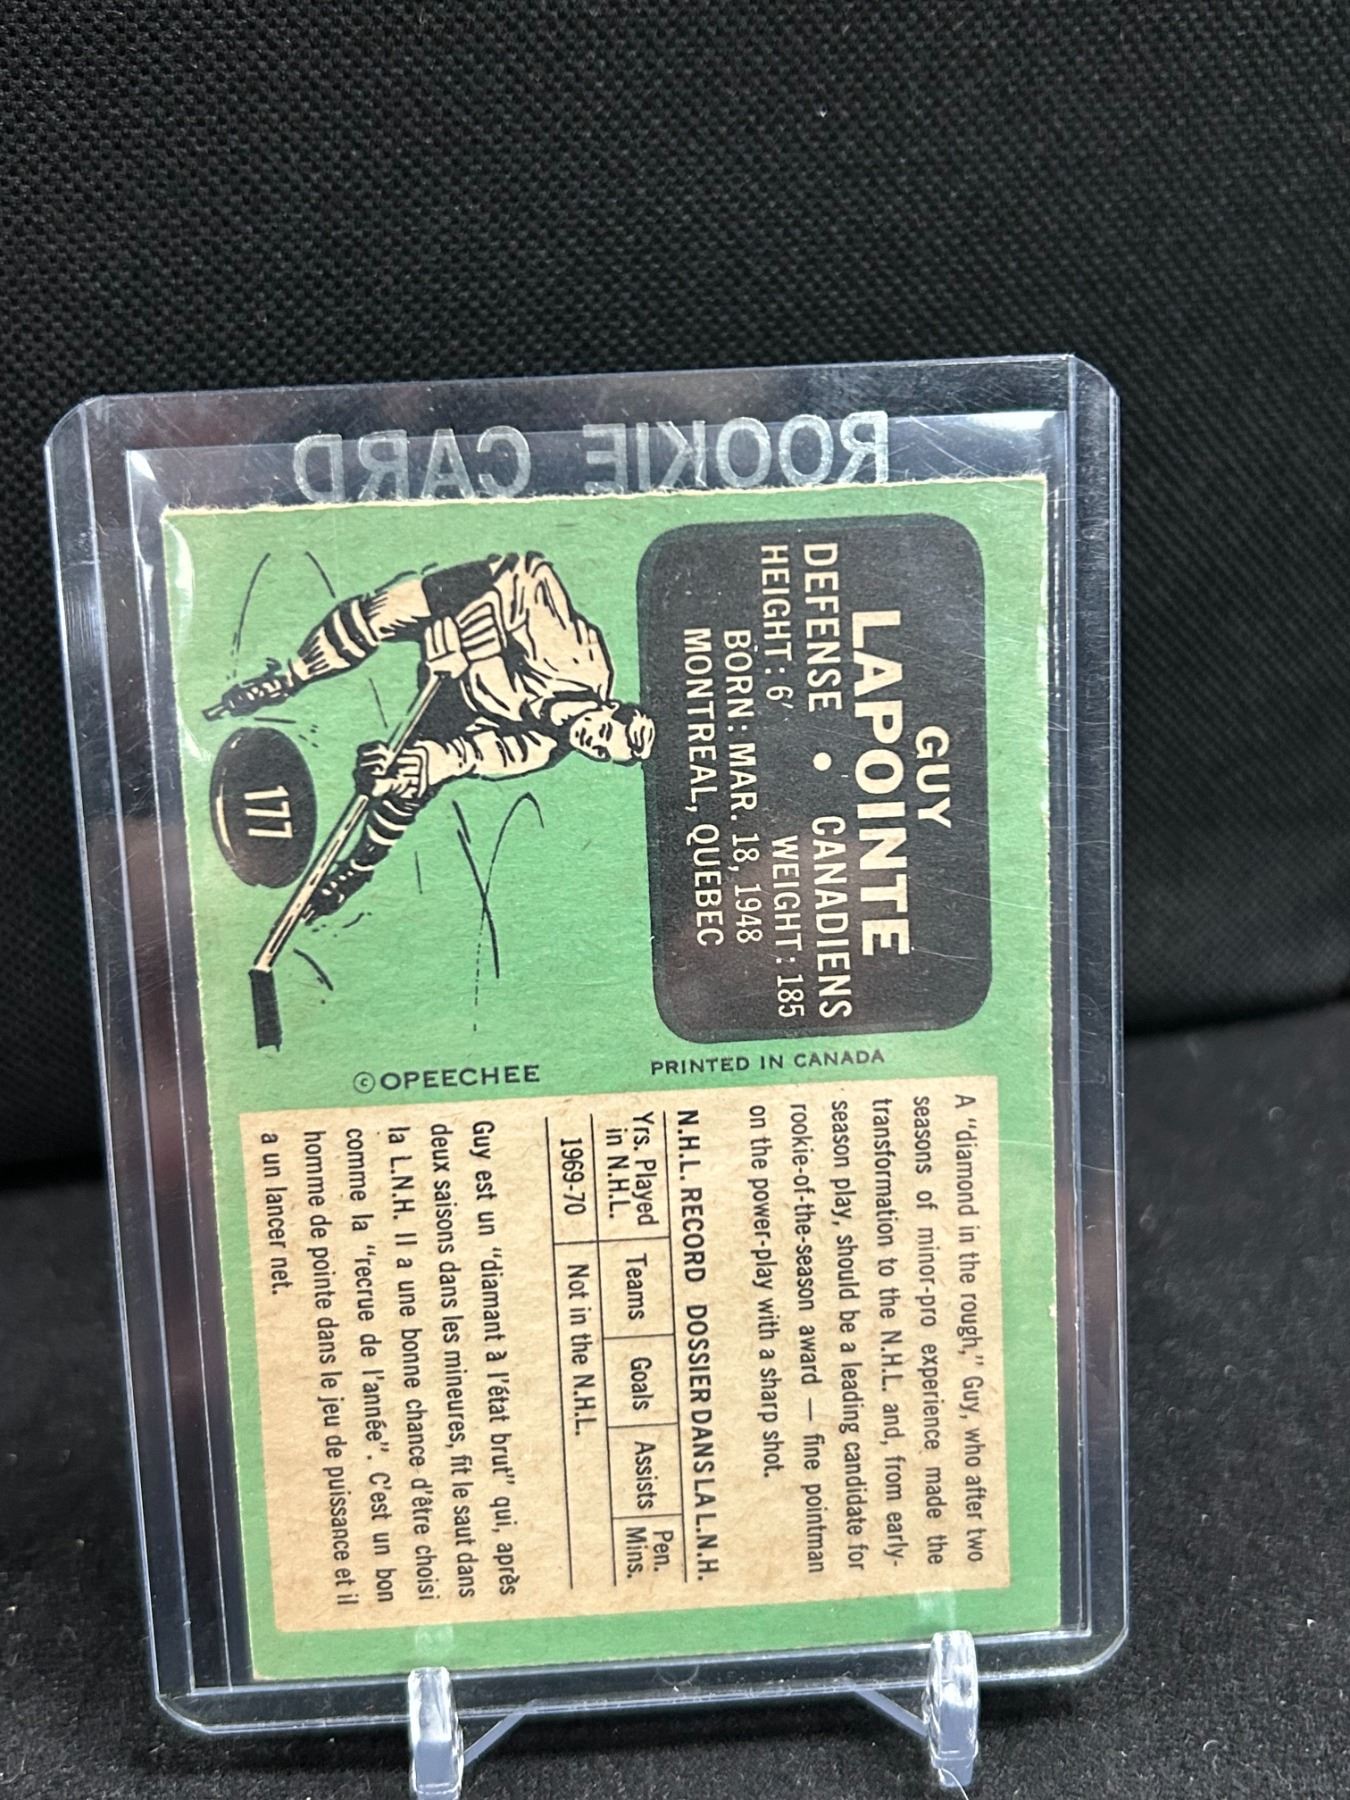 ROOKIE CARD
GUY
LAPOINTE
DEFENSE • CANADIENS
HEIGHT: 6' WEIGHT: 185
BORN: MAR. 18, 1948
MONTREAL, QUEBEC
177
PRINTED IN CANADA
© OPEECHEE
A “diamond in the rough,” Guy, who after two
seasons of minor-pro experience made the
transformation to the N.H.L. and, from early-
season play, should be a leading candidate for
rookie-of-the-season award — fine pointman
on the power-play with a sharp shot.
N.H.L. RECORD DOSSIER DANS LA L.N.H.
Yrs. Played in N.H.L. Teams Goals Assists Pen. Mins.
1969-70 Not in the N.H.L.
Guy est un “diamant à l'état brut” qui, après
deux saisons dans les mineures, fit le saut dans
la L.N.H. Il a une bonne chance d'être choisi
comme la “recrue de l'année”. C'est un bon
homme de pointe dans le jeu de puissance et il
a un lancer net.